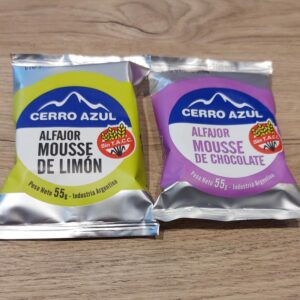 CERRO AZUL
ALFAJOR
MOUSSE
DE LIMÓN
Sin T.A.C.C.
Peso Neto 55g - Industria Argentina
CERRO AZUL
ALFAJOR
MOUSSE
DE CHOCOLATE
Sin T.A.C.C.
Peso Neto 55g - Industria Argentina